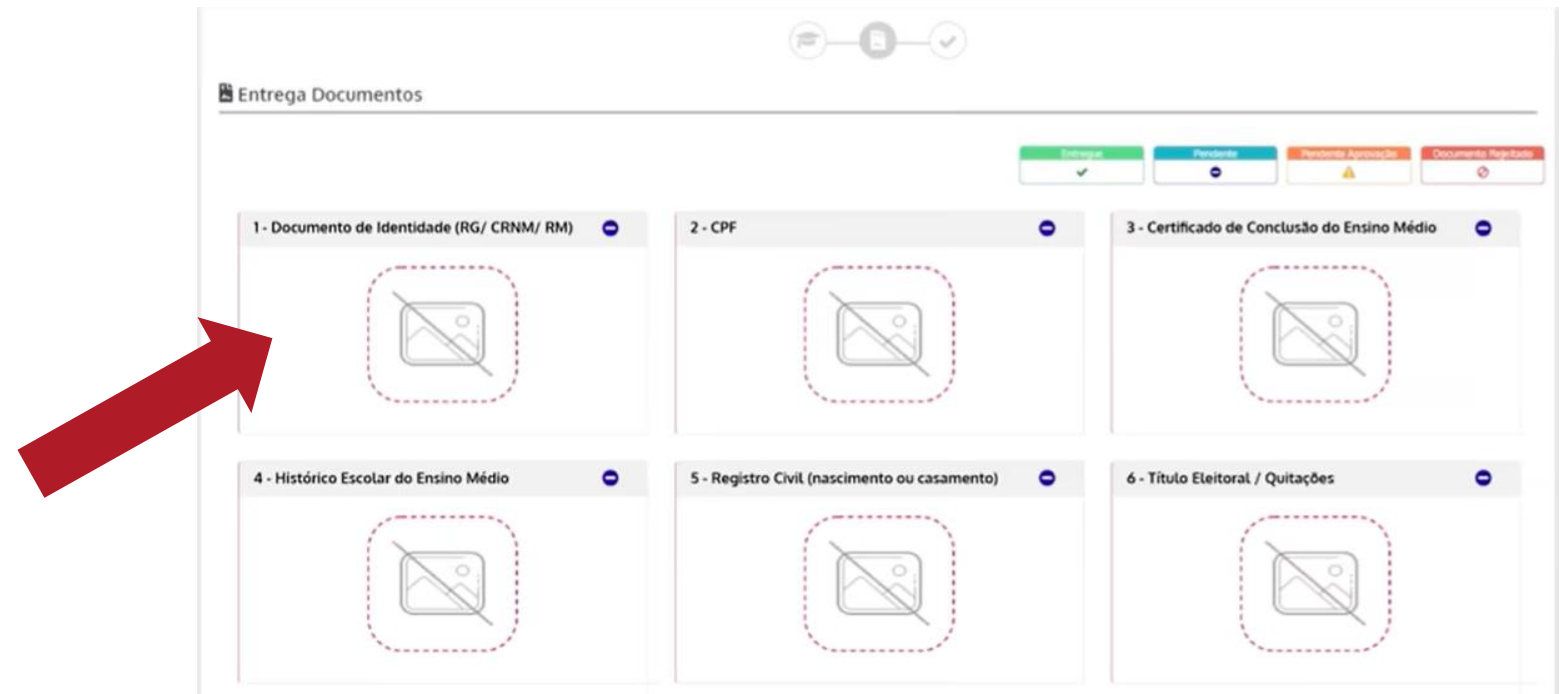 Entrega Documentos
Entregue
Pendente
Pendente Aprovação
Documento Rejeitado
1 - Documento de Identidade (RG/ CRNM/ RM)
2 - CPF
3 - Certificado de Conclusão do Ensino Médio
4 - Histórico Escolar do Ensino Médio
5 - Registro Civil (nascimento ou casamento)
6 - Título Eleitoral / Quitações